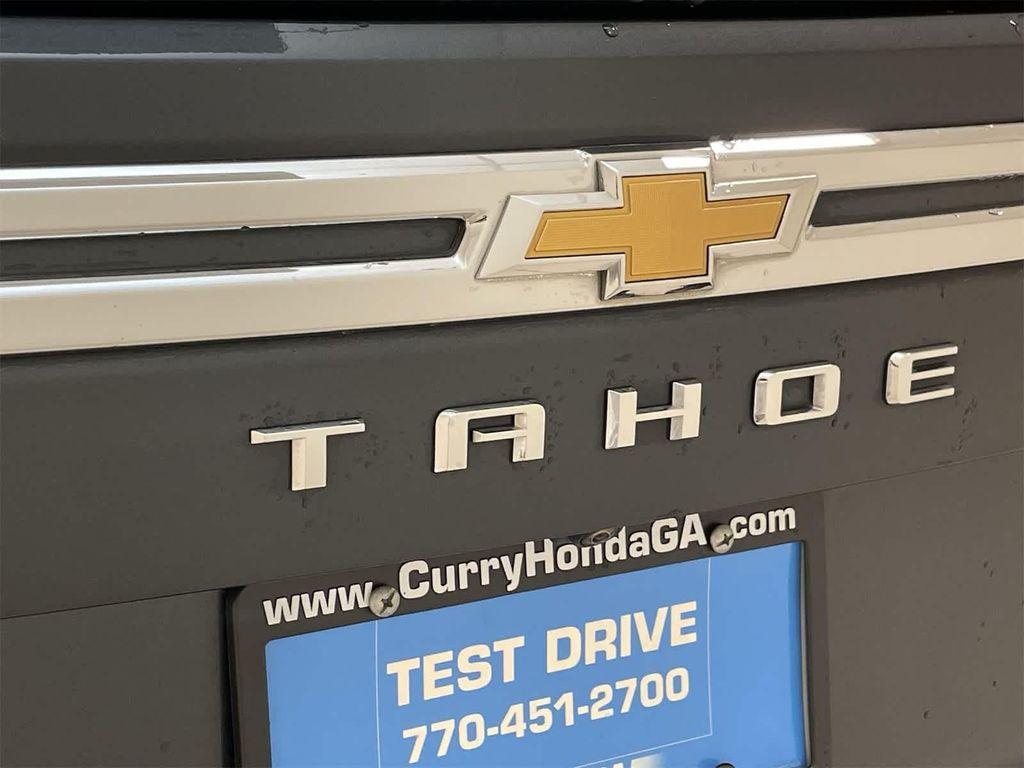 TAHOE
www.CurryHondaGA.com
TEST DRIVE
770-451-2700